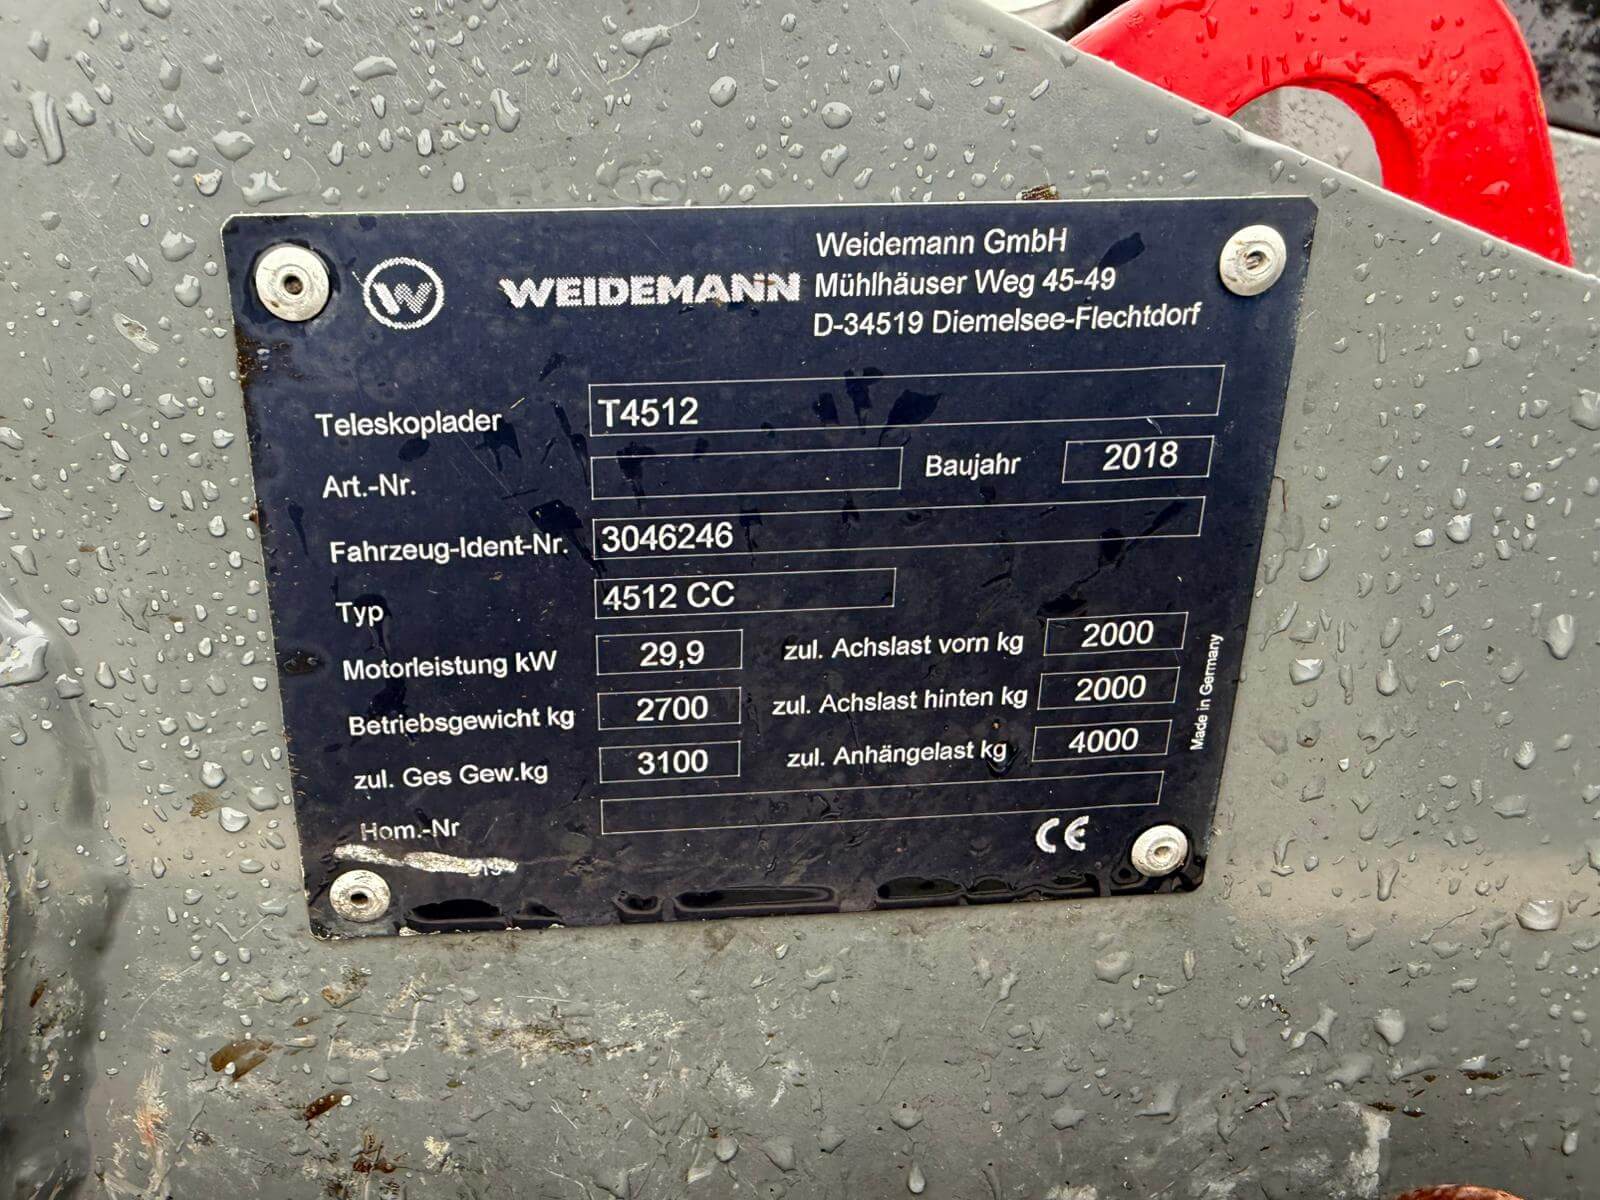 W WEIDEMANN
Weidemann GmbH
Mühlhäuser Weg 45-49
D-34519 Diemelsee-Flechtdorf
Teleskoplader T4512
Art.-Nr. Baujahr 2018
Fahrzeug-Ident-Nr. 3046246
Typ 4512 CC
Motorleistung kW 29,9 zul. Achslast vorn kg 2000
Betriebsgewicht kg 2700 zul. Achslast hinten kg 2000
zul. Ges Gew.kg 3100 zul. Anhängelast kg 4000
Hom.-Nr
CE
Made in Germany